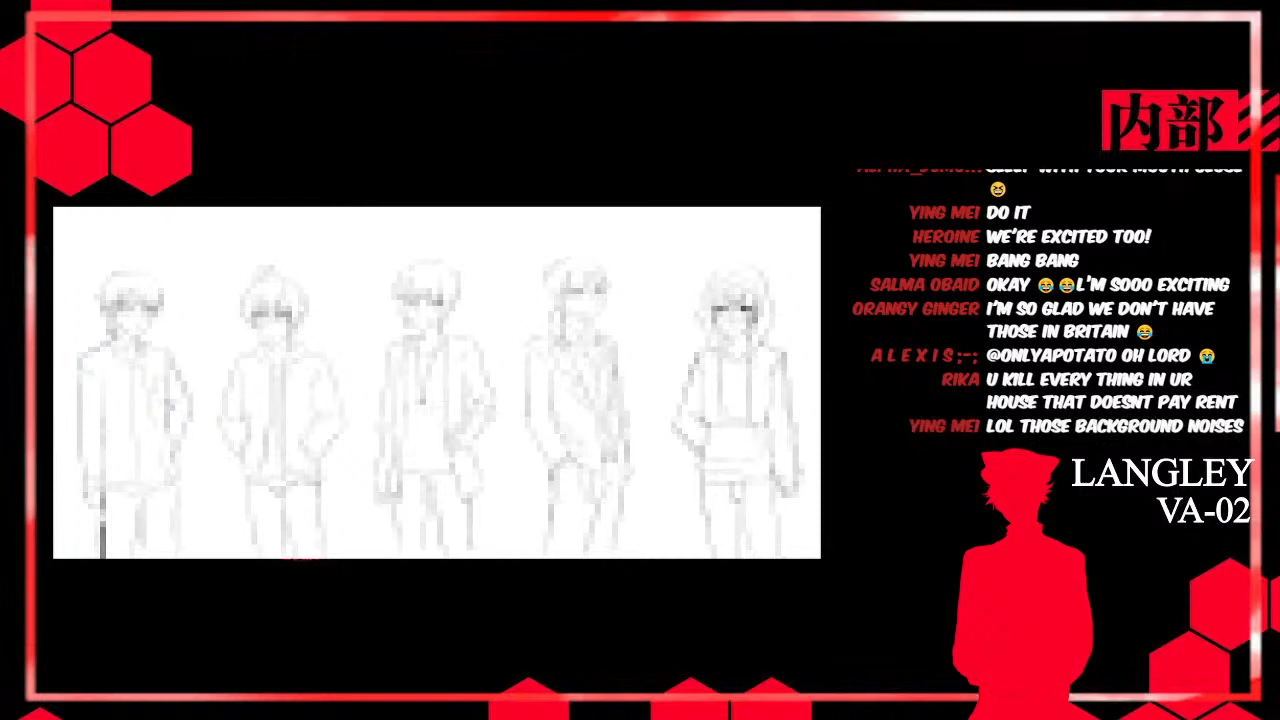 内部
YING MEI DO IT
HEROINE WE'RE EXCITED TOO!
YING MEI BANG BANG
SALMA OBAID OKAY 😂😂L'M SOOO EXCITING
ORANGY GINGER I'M SO GLAD WE DON'T HAVE
THOSE IN BRITAIN 😂
A L E X I S ;-; @ONLYAPOTATO OH LORD 😭
RIKA U KILL EVERY THING IN UR
HOUSE THAT DOESNT PAY RENT
YING MEI LOL THOSE BACKGROUND NOISES
LANGLEY
VA-02